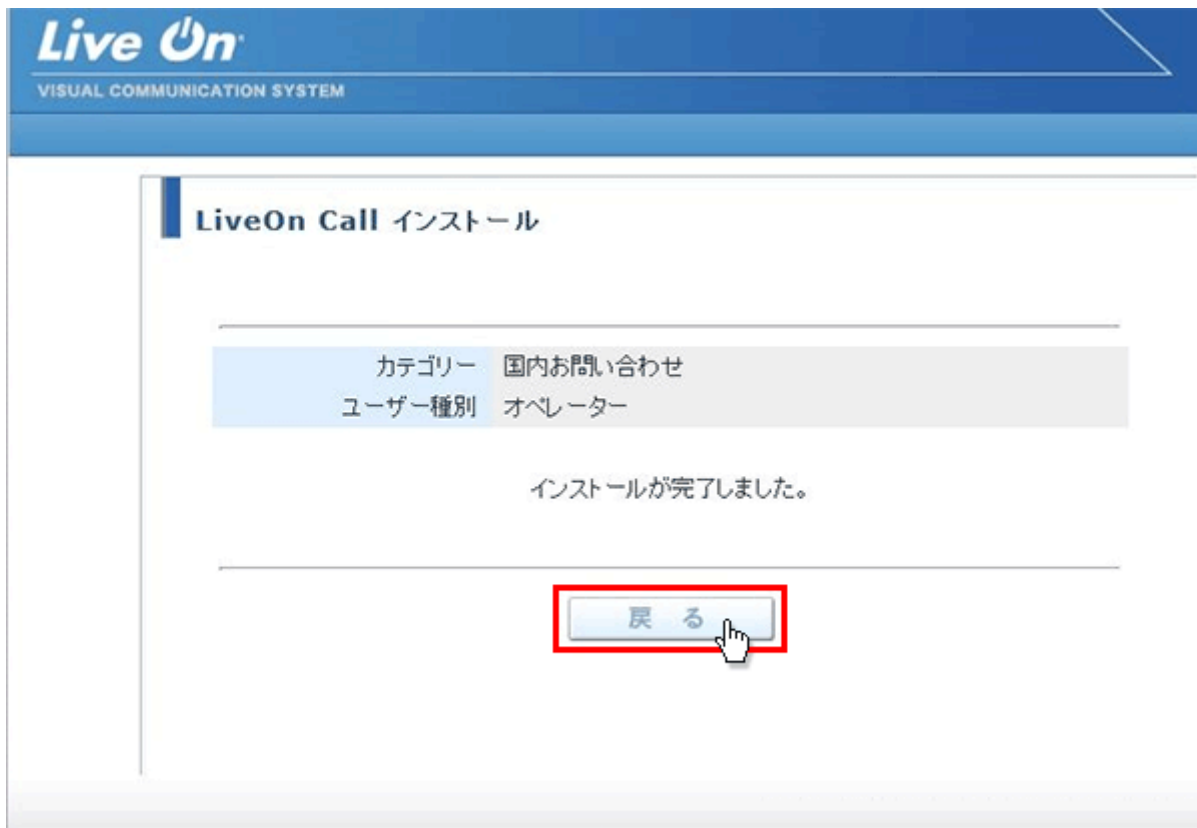 Live On
VISUAL COMMUNICATION SYSTEM
LiveOn Call インストール
カテゴリー 国内お問い合わせ
ユーザー種別 オペレーター
インストールが完了しました。
戻る